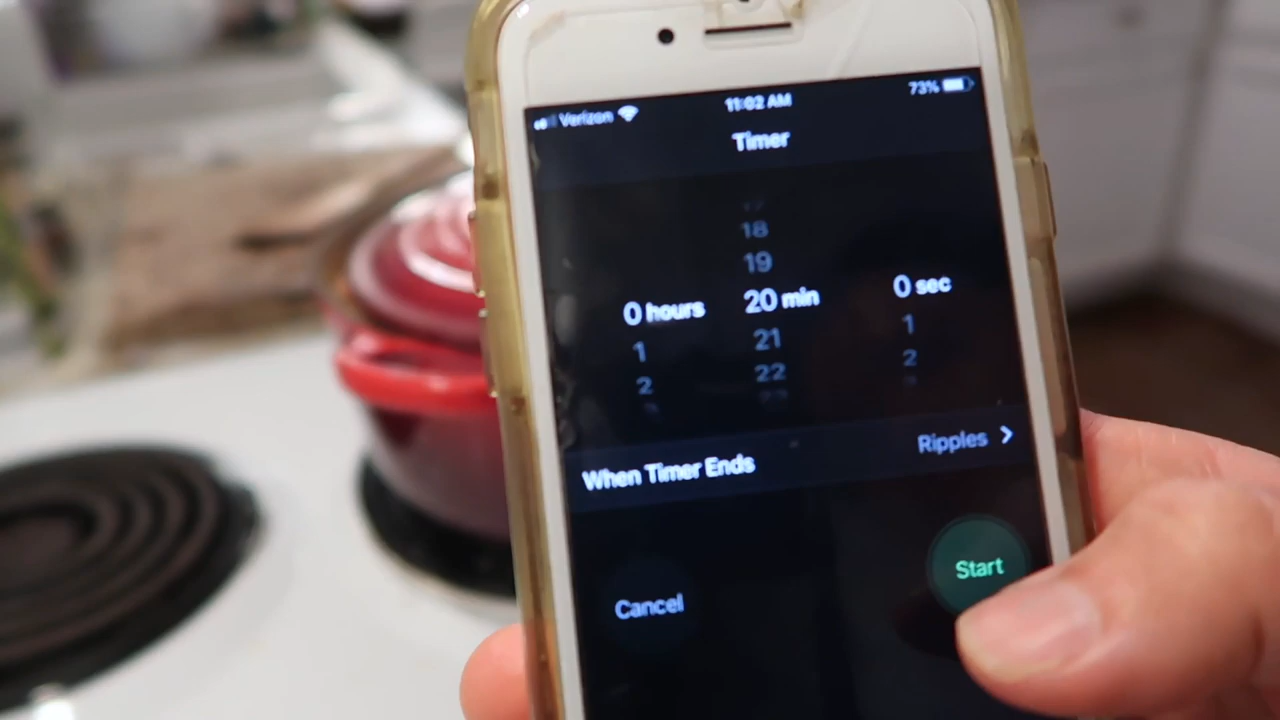 Verizon 11:02 AM 73%
Timer
18
19
0 hours 20 min 0 sec
1 21 1
2 22 2
When Timer Ends Ripples
Cancel Start